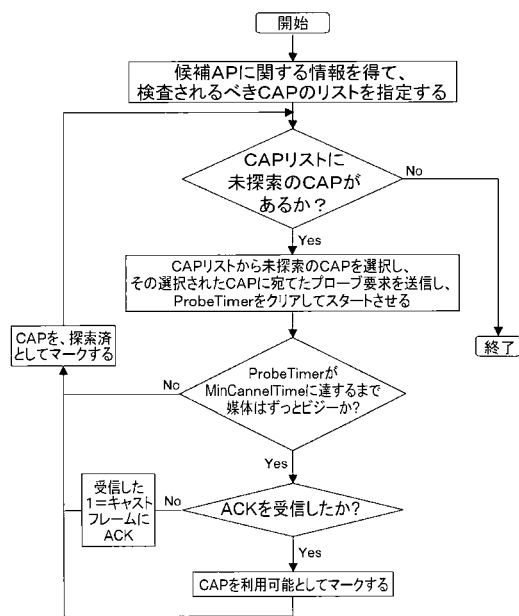 開始
候補APに関する情報を得て、
検査されるべきCAPのリストを指定する
CAPリストに
未探索のCAPが
あるか？
No
Yes
CAPリストから未探索のCAPを選択し、
その選択されたCAPに宛てたプローブ要求を送信し、
ProbeTimerをクリアしてスタートさせる
終了
CAPを、探索済
としてマークする
ProbeTimerが
MinCannelTimeに達するまで
媒体はずっとビジーか?
No
Yes
受信した
1=キャスト
フレームに
ACK
No
ACKを受信したか?
Yes
CAPを利用可能としてマークする